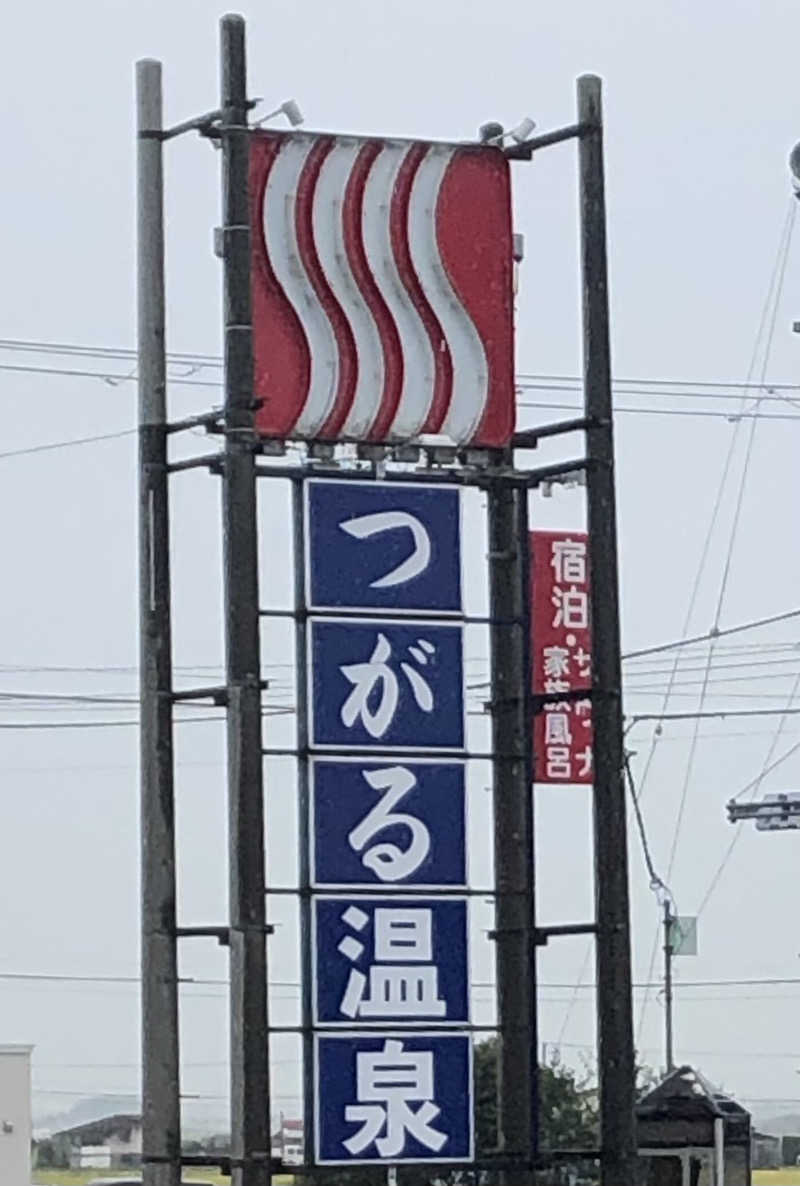 つがる温泉
宿泊・サウナ
家族風呂